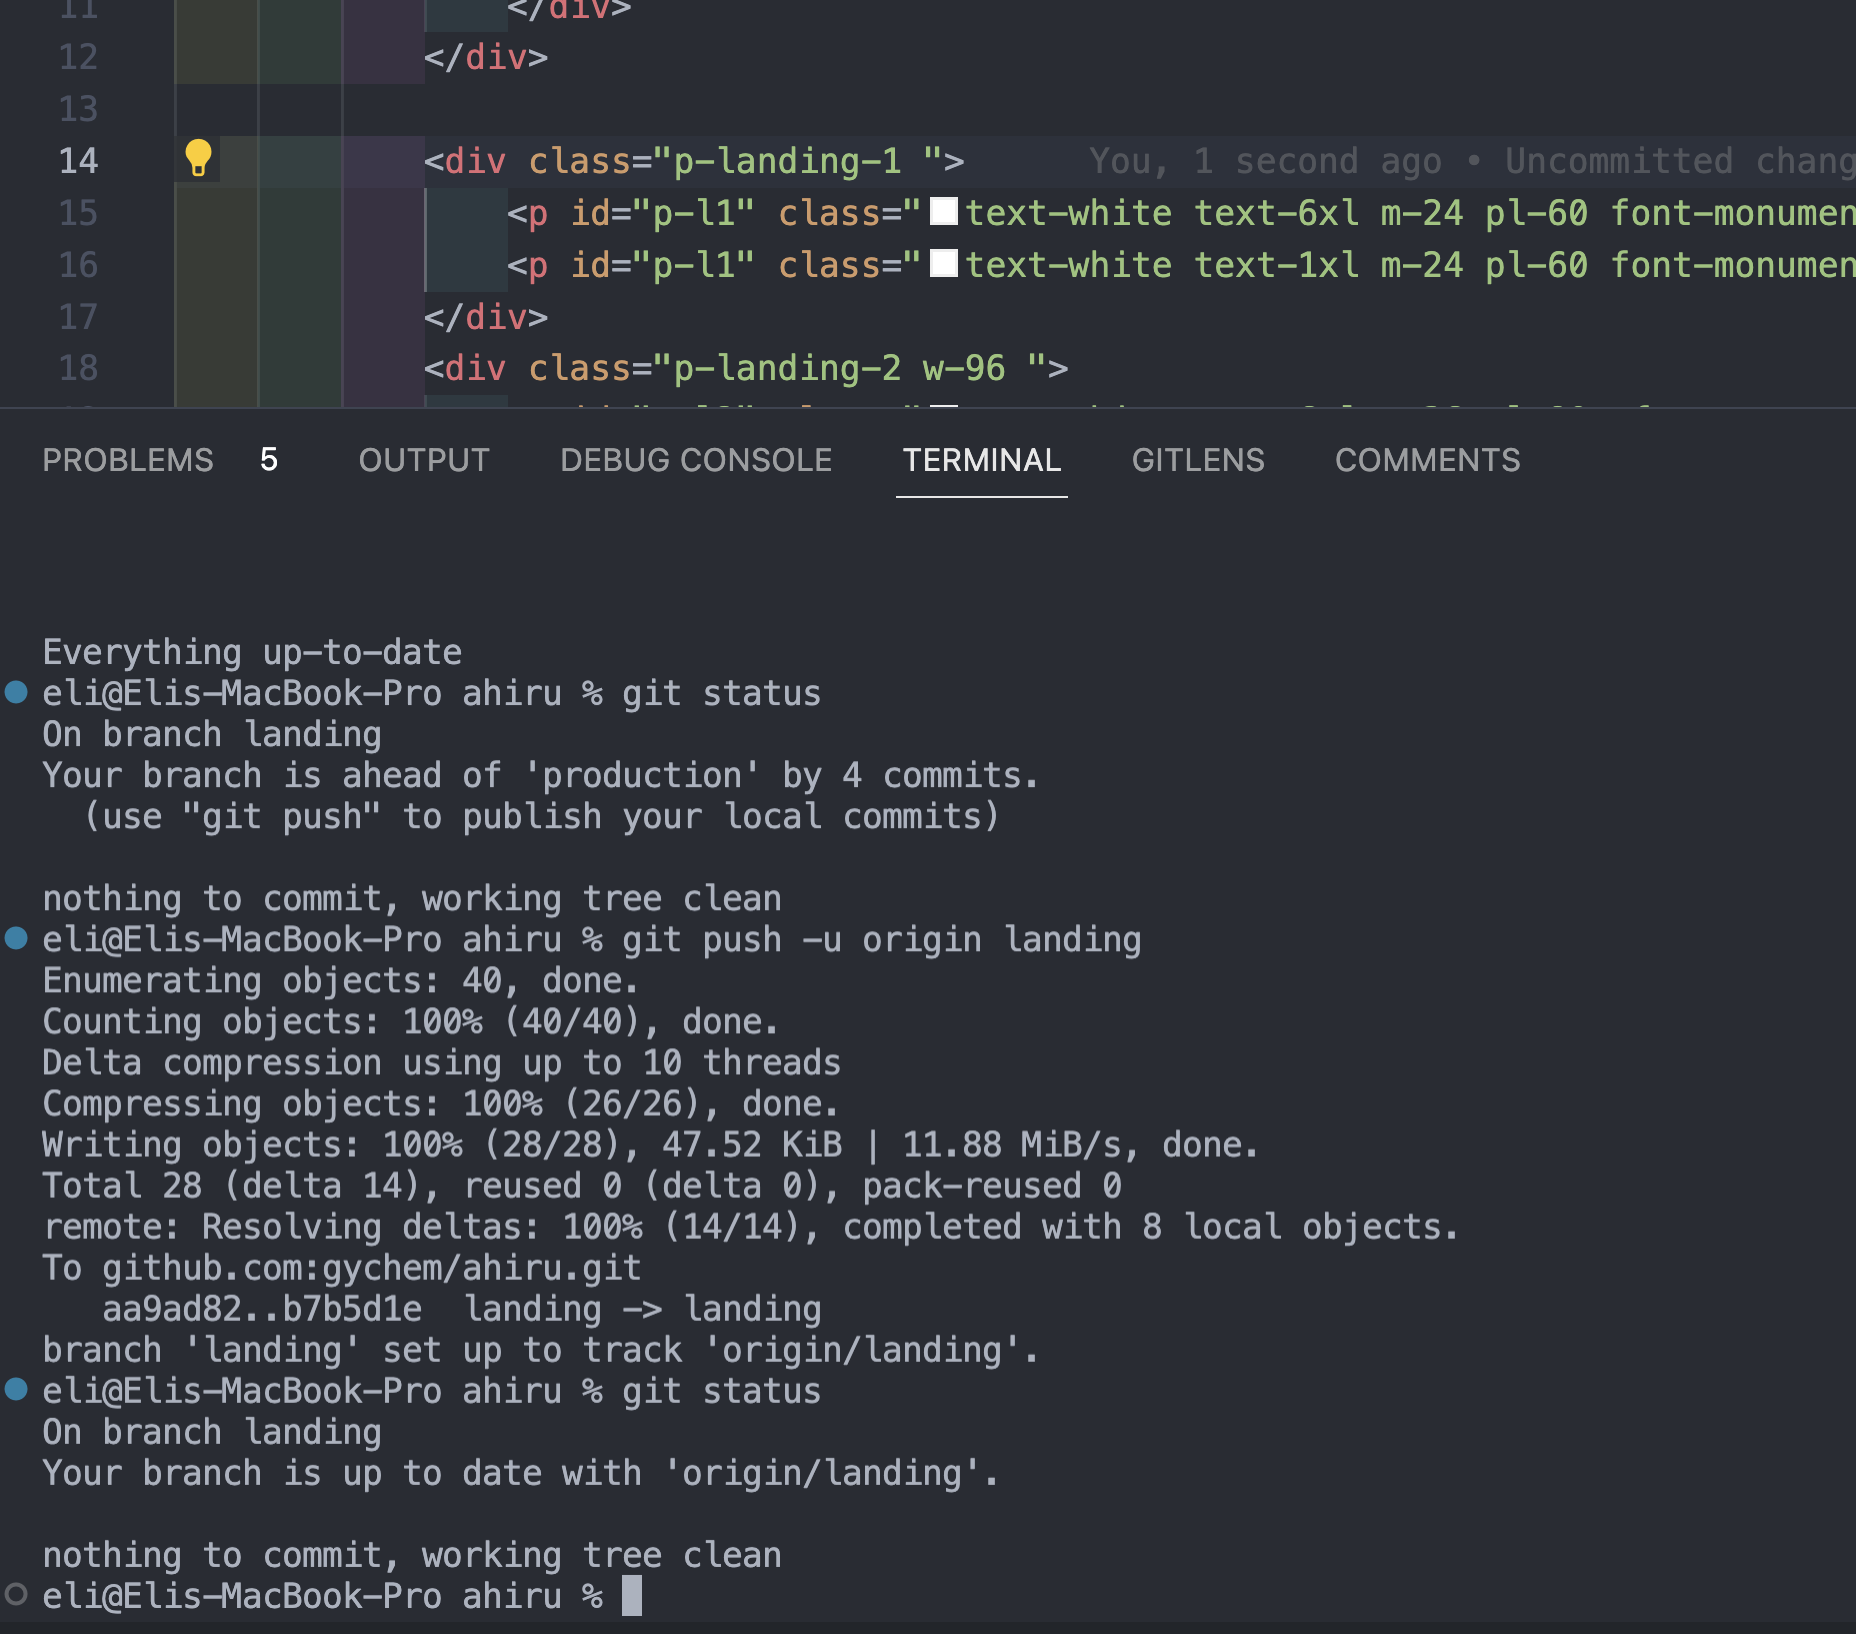 11 </div>
12 </div>
13
14 <div class="p-landing-1 "> You, 1 second ago • Uncommitted chang
15 <p id="p-l1" class="text-white text-6xl m-24 pl-60 font-monumen
16 <p id="p-l1" class="text-white text-1xl m-24 pl-60 font-monumen
17 </div>
18 <div class="p-landing-2 w-96 ">
PROBLEMS 5 OUTPUT DEBUG CONSOLE TERMINAL GITLENS COMMENTS
Everything up-to-date
eli@Elis-MacBook-Pro ahiru % git status
On branch landing
Your branch is ahead of 'production' by 4 commits.
(use "git push" to publish your local commits)
nothing to commit, working tree clean
eli@Elis-MacBook-Pro ahiru % git push -u origin landing
Enumerating objects: 40, done.
Counting objects: 100% (40/40), done.
Delta compression using up to 10 threads
Compressing objects: 100% (26/26), done.
Writing objects: 100% (28/28), 47.52 KiB | 11.88 MiB/s, done.
Total 28 (delta 14), reused 0 (delta 0), pack-reused 0
remote: Resolving deltas: 100% (14/14), completed with 8 local objects.
To github.com:gychem/ahiru.git
aa9ad82..b7b5d1e landing -> landing
branch 'landing' set up to track 'origin/landing'.
eli@Elis-MacBook-Pro ahiru % git status
On branch landing
Your branch is up to date with 'origin/landing'.
nothing to commit, working tree clean
eli@Elis-MacBook-Pro ahiru %